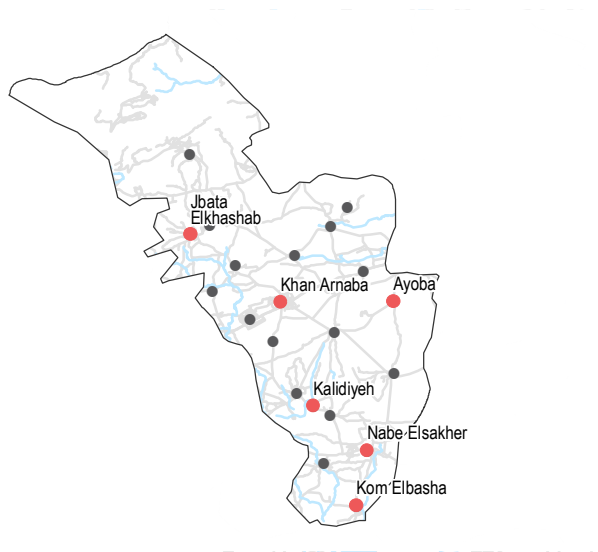 Jbata
Elkhashab
Khan Arnaba
Ayoba
Kalidiyeh
Nabe Elsakher
Kom Elbasha